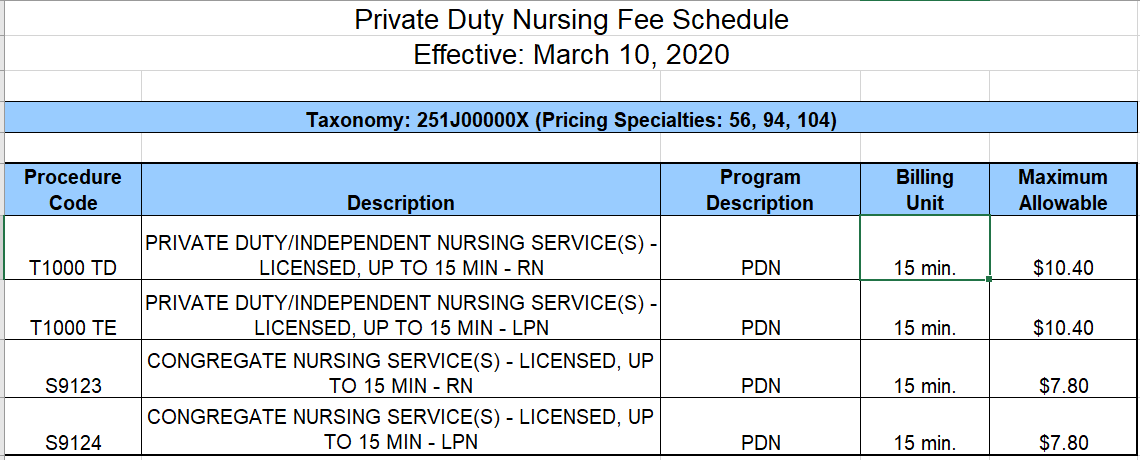 Private Duty Nursing Fee Schedule
Effective: March 10, 2020
Taxonomy: 251J00000X (Pricing Specialties: 56, 94, 104)
Procedure Code Description Program Description Billing Unit Maximum Allowable
T1000 TD PRIVATE DUTY/INDEPENDENT NURSING SERVICE(S) - LICENSED, UP TO 15 MIN - RN PDN 15 min. $10.40
T1000 TE PRIVATE DUTY/INDEPENDENT NURSING SERVICE(S) - LICENSED, UP TO 15 MIN - LPN PDN 15 min. $10.40
S9123 CONGREGATE NURSING SERVICE(S) - LICENSED, UP TO 15 MIN - RN PDN 15 min. $7.80
S9124 CONGREGATE NURSING SERVICE(S) - LICENSED, UP TO 15 MIN - LPN PDN 15 min. $7.80